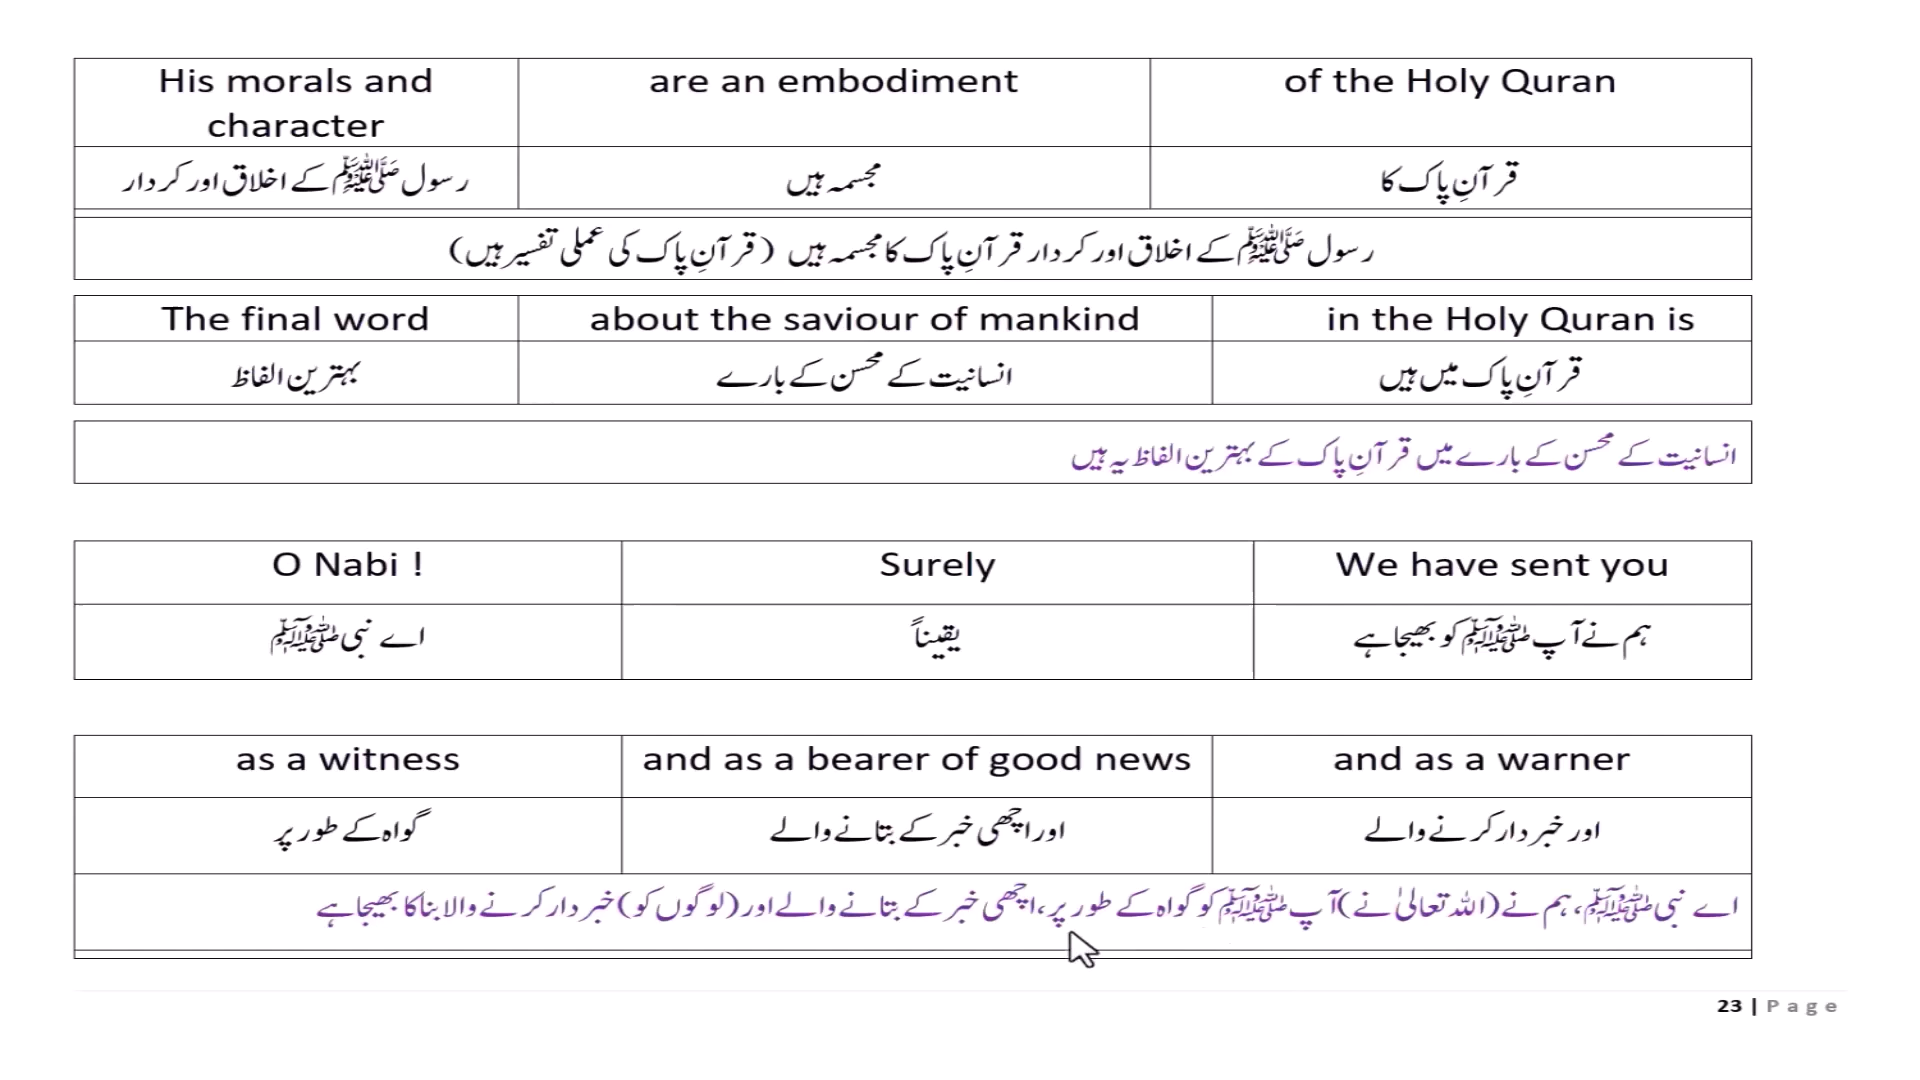 His morals and character are an embodiment of the Holy Quran
رسول ﷺ کے اخلاق اور کردار مجسمہ ہیں قرآنِ پاک کا
رسول ﷺ کے اخلاق اور کردار قرآنِ پاک کا مجسمہ ہیں (قرآنِ پاک کی عملی تفسیر ہیں)
The final word about the saviour of mankind in the Holy Quran is
بہترین الفاظ انسانیت کے محسن کے بارے قرآنِ پاک میں ہیں
انسانیت کے محسن کے بارے میں قرآنِ پاک کے بہترین الفاظ یہ ہیں
O Nabi ! Surely We have sent you
اے نبی ﷺ یقیناً ہم نے آپ ﷺ کو بھیجا ہے
as a witness and as a bearer of good news and as a warner
گواہ کے طور پر اور اچھی خبر کے بتانے والے اور خبردار کرنے والے
اے نبی ﷺ، ہم نے (اللہ تعالیٰ نے) آپ ﷺ کو گواہ کے طور پر، اچھی خبر کے بتانے والے اور (لوگوں کو) خبردار کرنے والا بنا کا بھیجا ہے
23 | Page